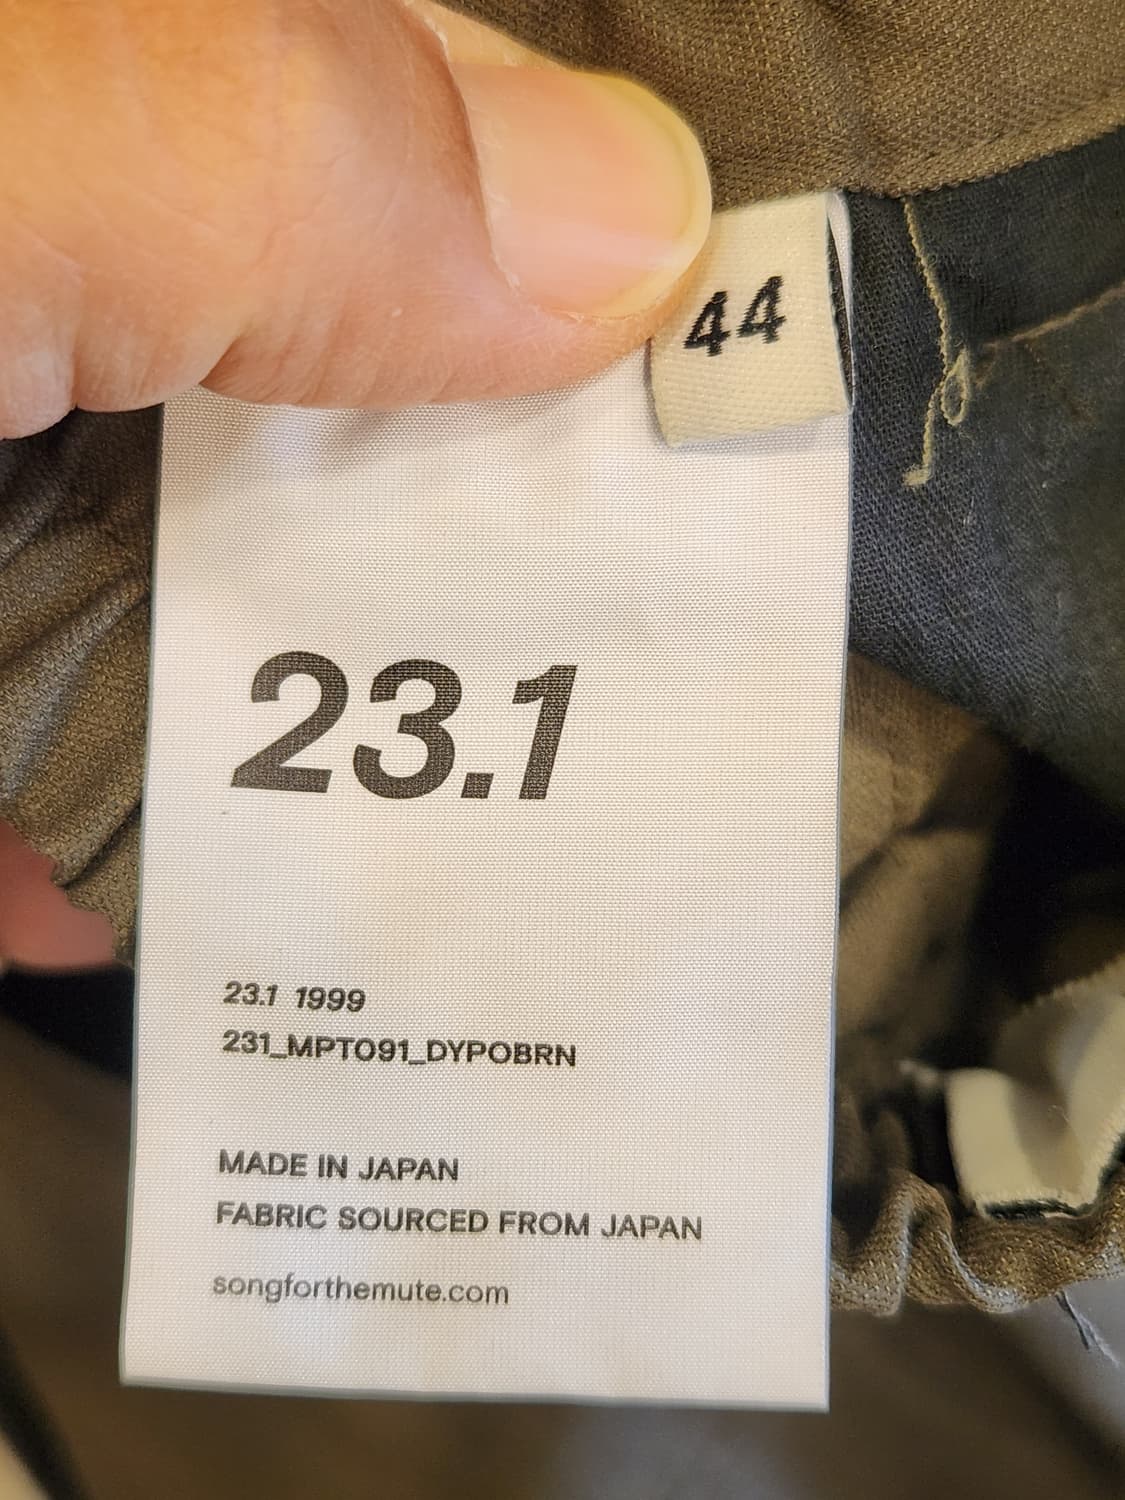 44
23.1
23.1 1999
231_MPT091_DYPOBRN
MADE IN JAPAN
FABRIC SOURCED FROM JAPAN
songforthemute.com